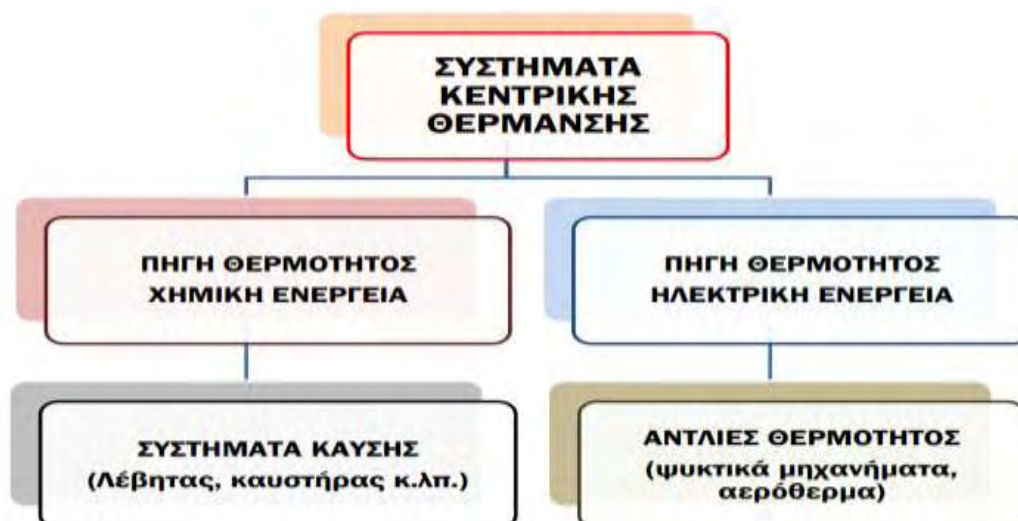 ΣΥΣΤΗΜΑΤΑ
ΚΕΝΤΡΙΚΗΣ
ΘΕΡΜΑΝΣΗΣ
ΠΗΓΗ ΘΕΡΜΟΤΗΤΟΣ
ΧΗΜΙΚΗ ΕΝΕΡΓΕΙΑ
ΠΗΓΗ ΘΕΡΜΟΤΗΤΟΣ
ΗΛΕΚΤΡΙΚΗ ΕΝΕΡΓΕΙΑ
ΣΥΣΤΗΜΑΤΑ ΚΑΥΣΗΣ
(Λέβητας, καυστήρας κ.λπ.)
ΑΝΤΛΙΕΣ ΘΕΡΜΟΤΗΤΟΣ
(ψυκτικά μηχανήματα,
αερόθερμα)